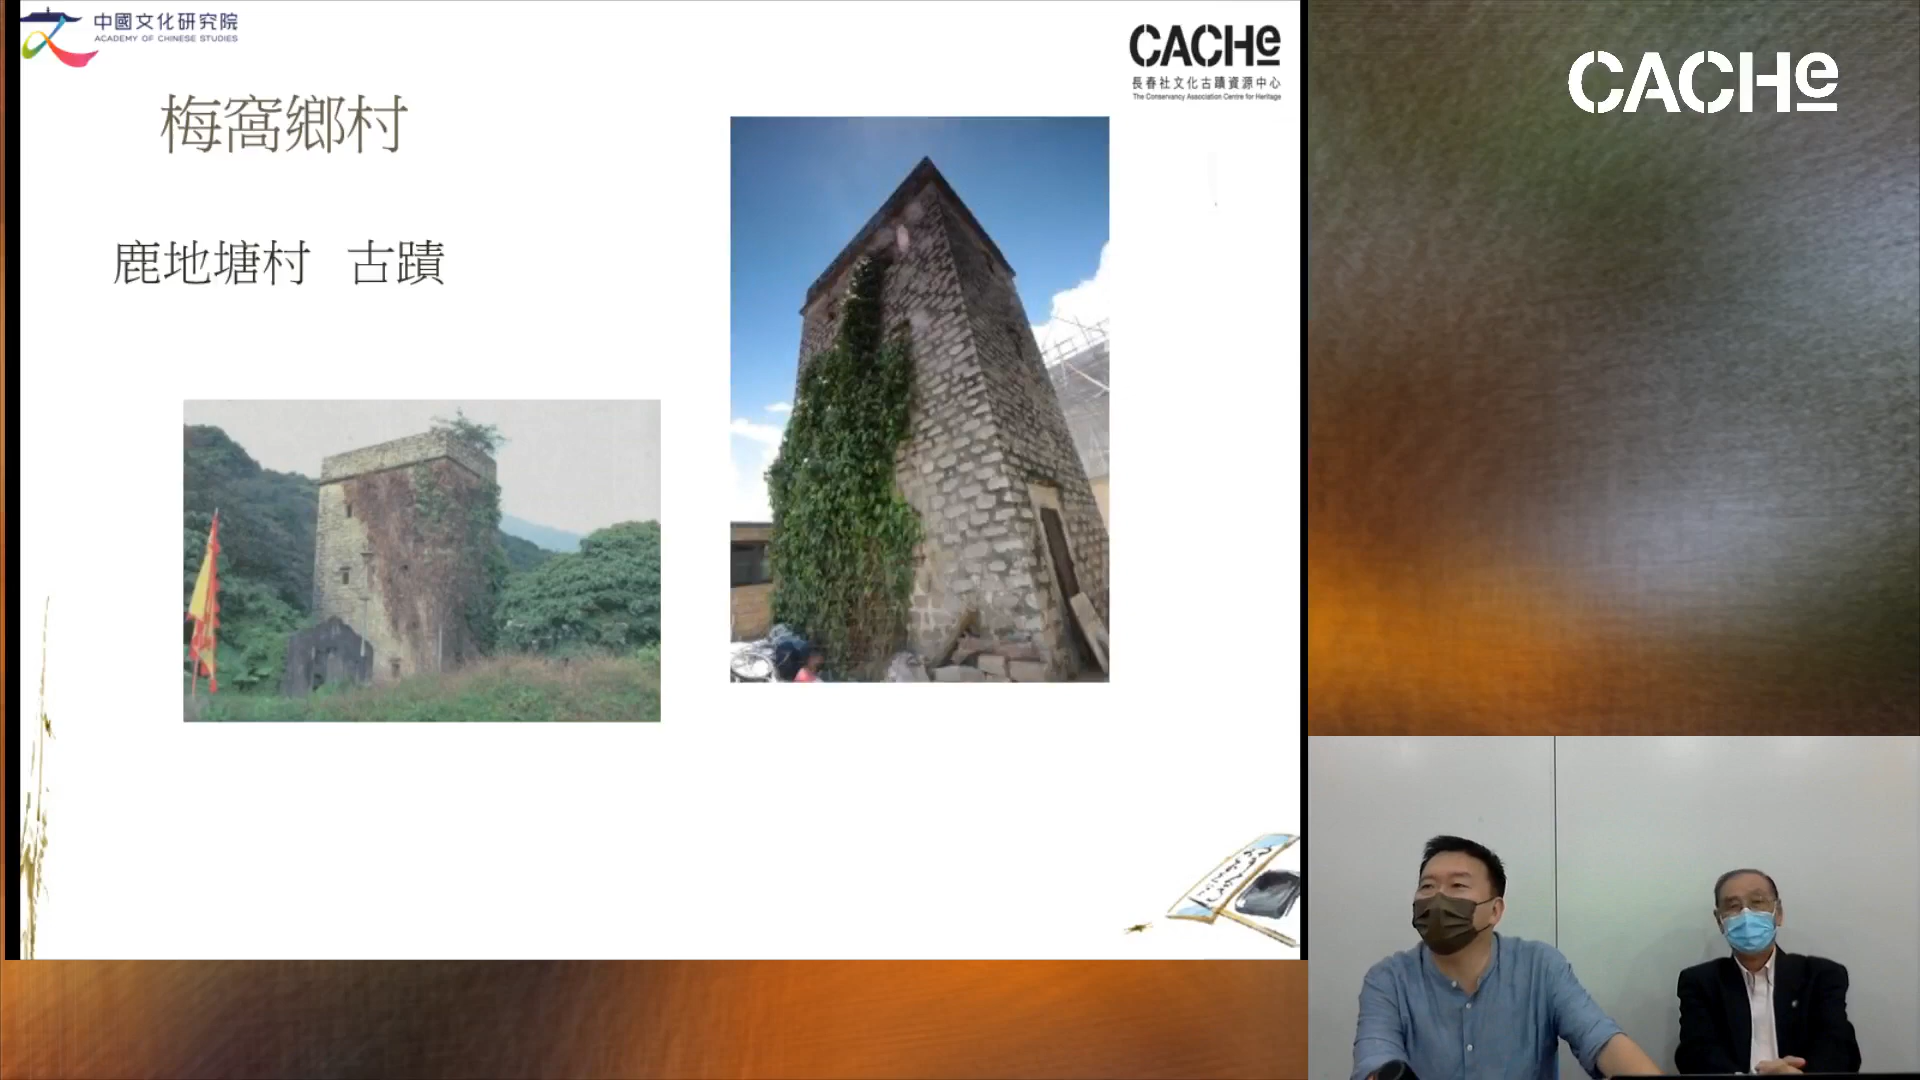 中國文化研究院
ACADEMY OF CHINESE STUDIES
CACHe
長春社文化古蹟資源中心
The Conservancy Association Centre for Heritage
梅窩鄉村
鹿地塘村 古蹟
CACHe